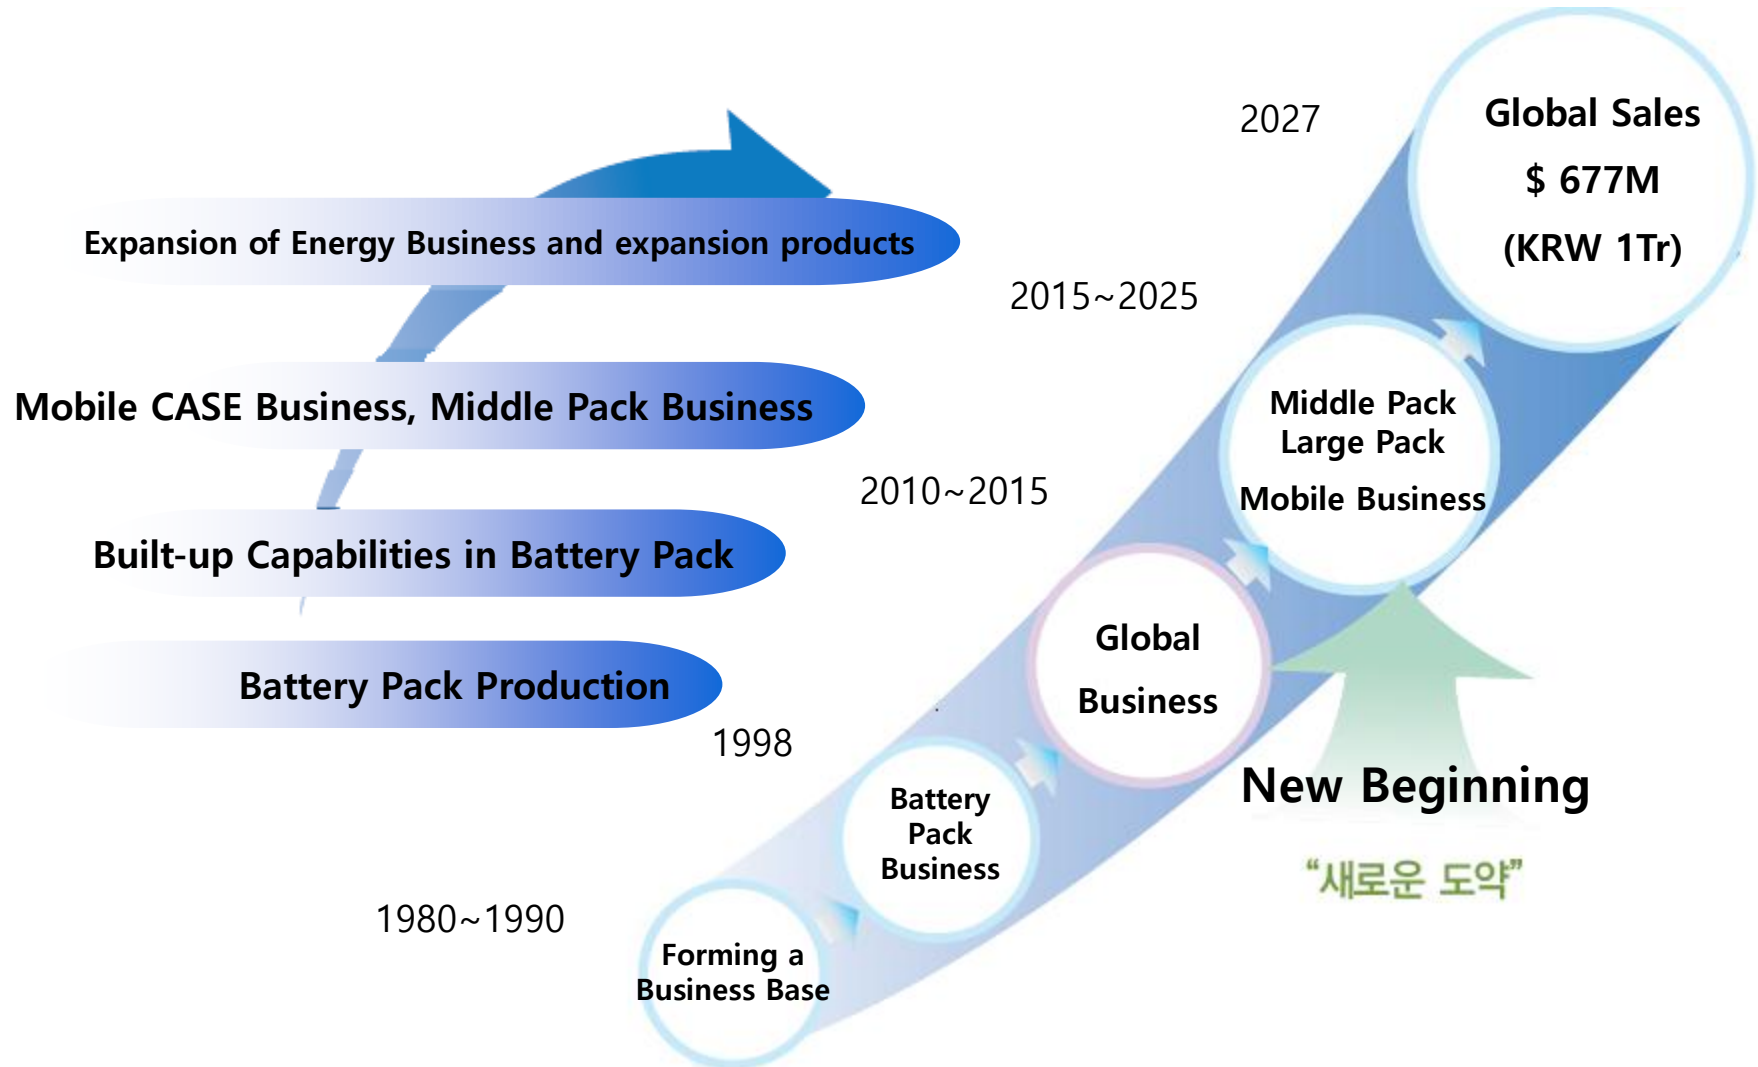 2027
Global Sales
$ 677M
(KRW 1Tr)
Expansion of Energy Business and expansion products
2015~2025
Mobile CASE Business, Middle Pack Business
Middle Pack
Large Pack
Mobile Business
2010~2015
Built-up Capabilities in Battery Pack
Global
Business
Battery Pack Production
1998
New Beginning
Battery
Pack
Business
“새로운 도약”
1980~1990
Forming a
Business Base